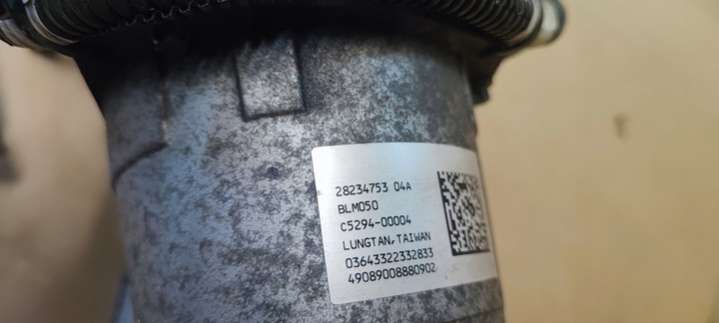 28234753 04A
BLM050
C5294-00004
LUNGTAN,TAIWAN
03643322332833
49089008880902